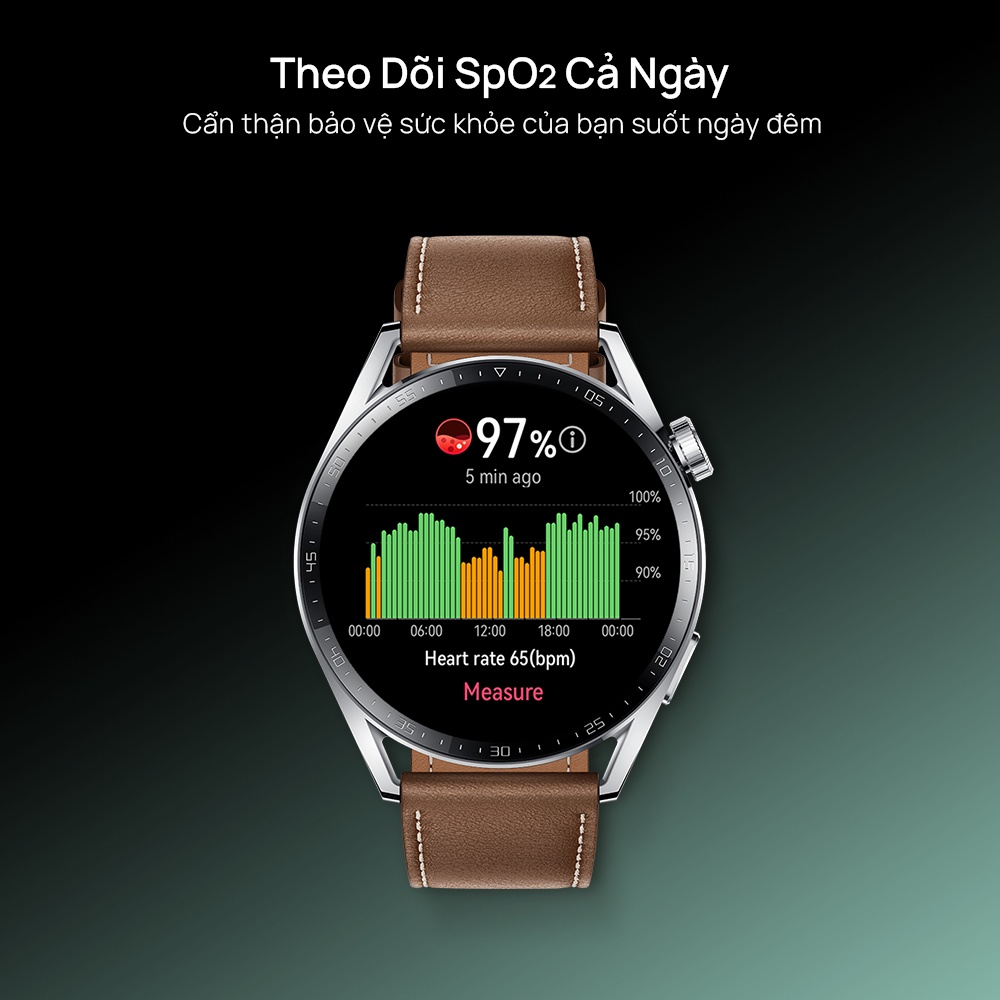 Theo Dõi SpO2 Cả Ngày
Cẩn thận bảo vệ sức khỏe của bạn suốt ngày đêm
55
05
50
10
97%
5 min ago
100%
95%
90%
45
15
00:00 06:00 12:00 18:00 00:00
Heart rate 65(bpm)
Measure
40
20
35
25
30